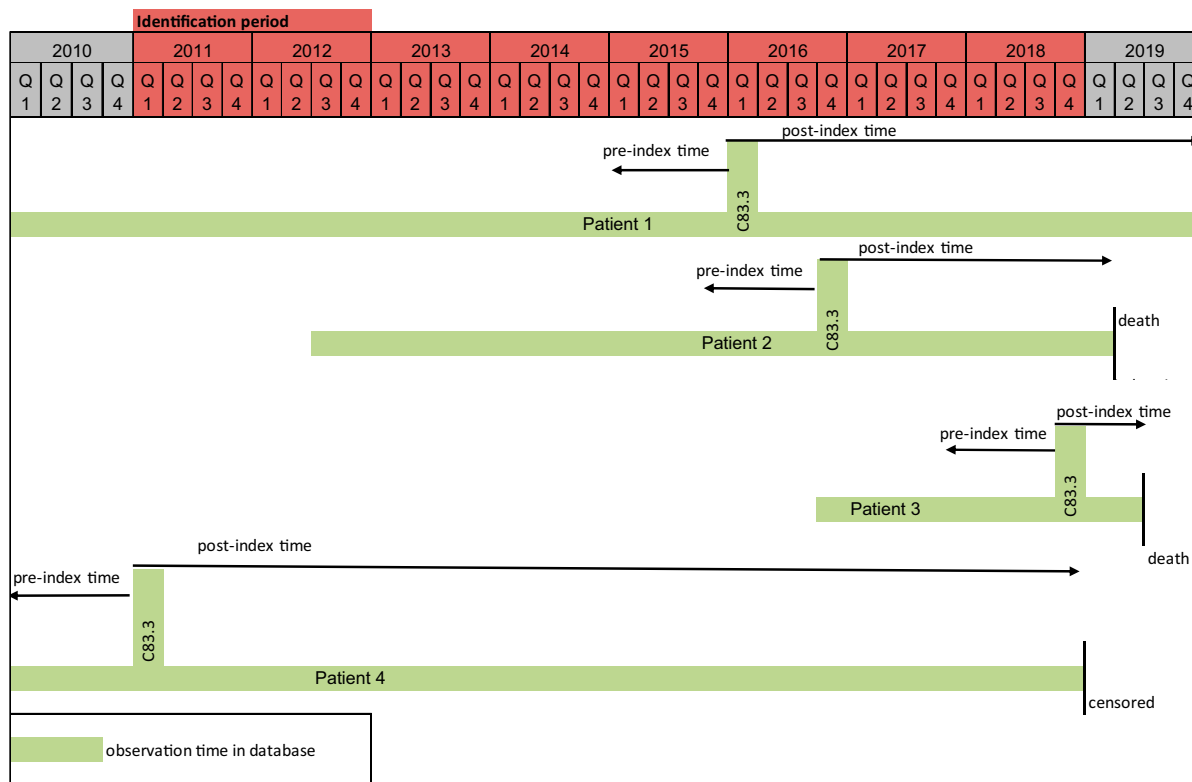 Identification period
2010 2011 2012 2013 2014 2015 2016 2017 2018 2019
Q Q Q Q Q Q Q Q Q Q Q Q Q Q Q Q Q Q Q Q Q Q Q Q Q Q Q Q Q Q Q Q Q Q Q Q Q Q Q Q
1 2 3 4 1 2 3 4 1 2 3 4 1 2 3 4 1 2 3 4 1 2 3 4 1 2 3 4 1 2 3 4 1 2 3 4 1 2 3 4
post-index time
pre-index time
C83.3
Patient 1
post-index time
pre-index time
C83.3
death
Patient 2
post-index time
pre-index time
C83.3
Patient 3
death
post-index time
pre-index time
C83.3
Patient 4
censored
observation time in database